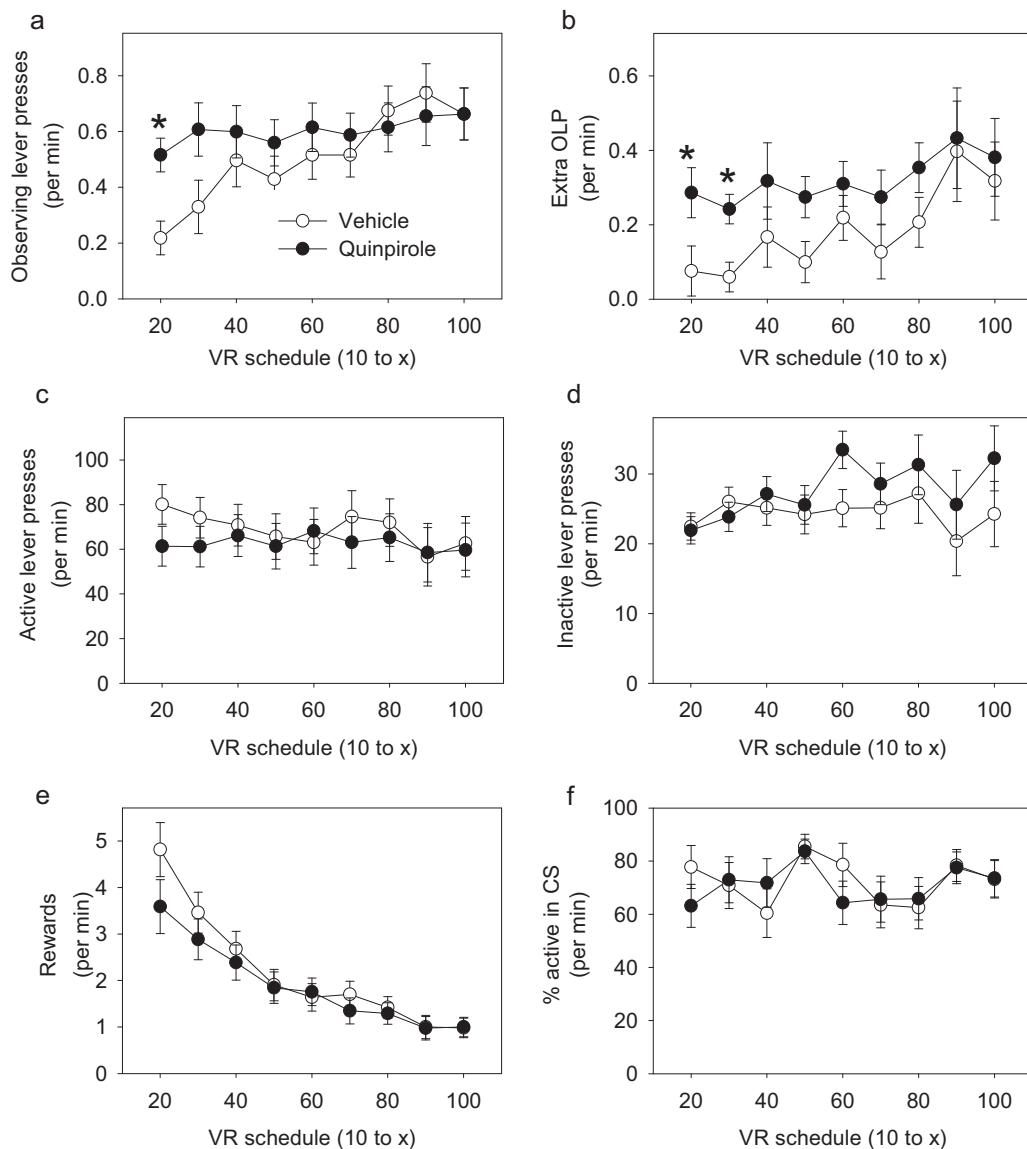 a
Observing lever presses
(per min)
0.8
0.6
0.4
0.2
0.0
*
Vehicle
Quinpirole
20 40 60 80 100
VR schedule (10 to x)
b
Extra OLP
(per min)
0.6
0.4
0.2
0.0
* *
20 40 60 80 100
VR schedule (10 to x)
c
Active lever presses
(per min)
100
80
60
40
20
0
20 40 60 80 100
VR schedule (10 to x)
d
Inactive lever presses
(per min)
30
20
10
0
20 40 60 80 100
VR schedule (10 to x)
e
Rewards
(per min)
5
4
3
2
1
0
20 40 60 80 100
VR schedule (10 to x)
f
% active in CS
(per min)
100
80
60
40
20
0
20 40 60 80 100
VR schedule (10 to x)